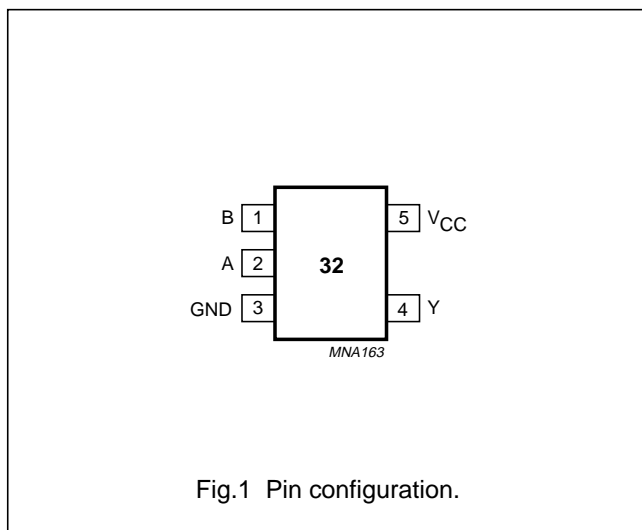 B 1 5 VCC
A 2 32
GND 3 4 Y
MNA163
Fig.1 Pin configuration.